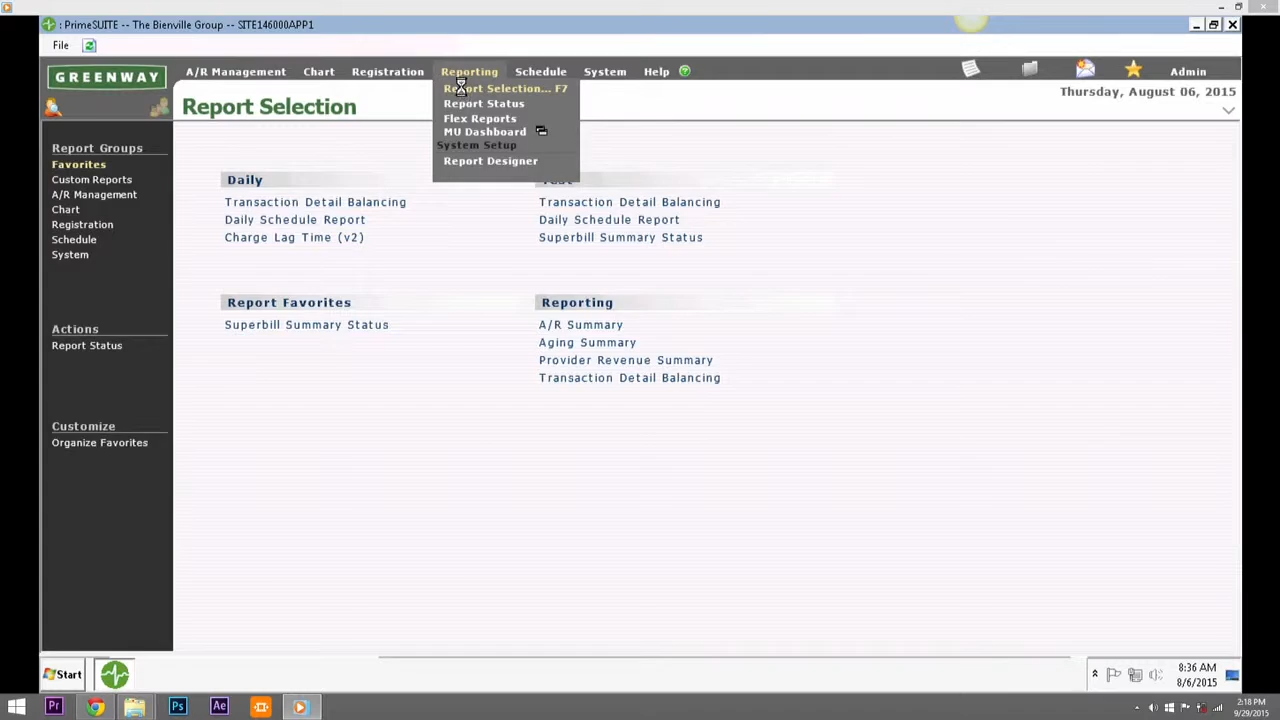 : PrimeSUITE -- The Bienville Group -- SITE146000APP1
File
GREENWAY
A/R Management Chart Registration Reporting Schedule System Help Admin
Report Selection... F7
Report Status
Flex Reports
MU Dashboard
System Setup
Report Designer
Thursday, August 06, 2015
Report Selection
Report Groups
Favorites
Custom Reports
A/R Management
Chart
Registration
Schedule
System
Actions
Report Status
Customize
Organize Favorites
Daily
Transaction Detail Balancing
Daily Schedule Report
Charge Lag Time (v2)
Transaction Detail Balancing
Daily Schedule Report
Superbill Summary Status
Report Favorites
Superbill Summary Status
Reporting
A/R Summary
Aging Summary
Provider Revenue Summary
Transaction Detail Balancing
Start
8:36 AM
8/6/2015
Pr
Ps
Ae
2:18 PM
9/29/2015